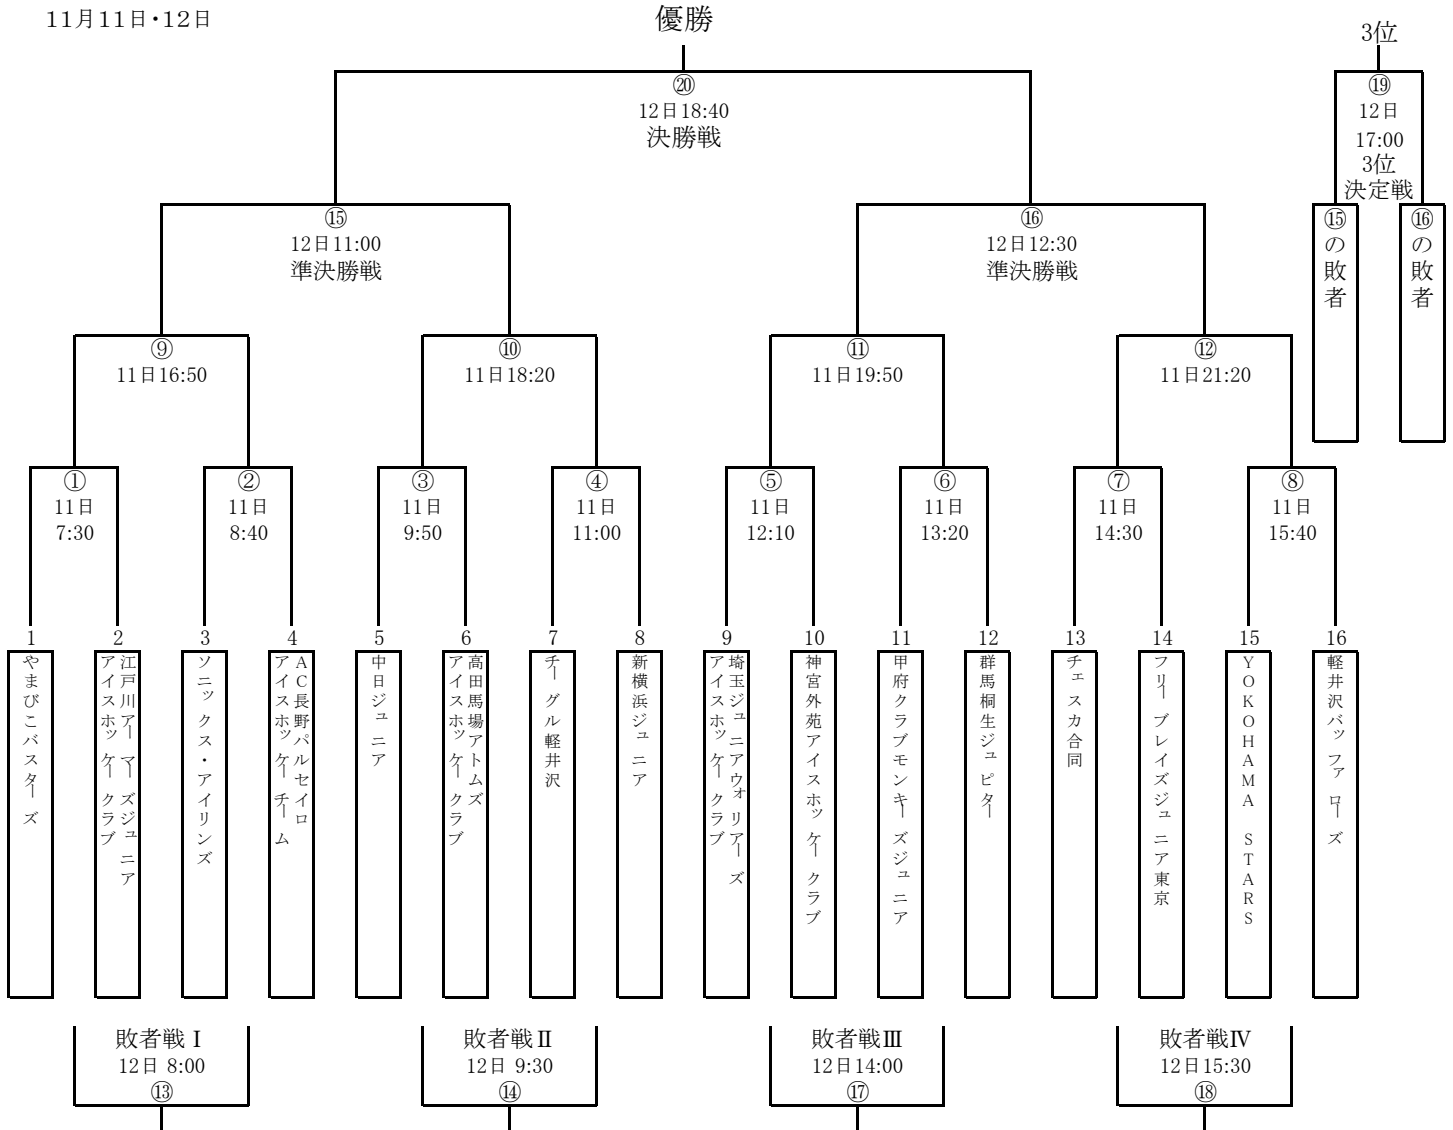 11月11日・12日
優勝
3位
⑳
12日18:40
決勝戦
⑲
12日
17:00
3位
決定戦
⑮
12日11:00
準決勝戦
⑯
12日12:30
準決勝戦
⑮の敗者
⑯の敗者
⑨
11日16:50
⑩
11日18:20
⑪
11日19:50
⑫
11日21:20
①
11日
7:30
②
11日
8:40
③
11日
9:50
④
11日
11:00
⑤
11日
12:10
⑥
11日
13:20
⑦
11日
14:30
⑧
11日
15:40
1
やまびこバスターズ
2
江戸川アーマーズジュニア
アイスホッケークラブ
3
ソニックス・アイリンズ
4
AC長野パルセイロ
アイスホッケーチーム
5
中日ジュニア
6
高田馬場アトムズ
アイスホッケークラブ
7
チーグル軽井沢
8
新横浜ジュニア
9
埼玉ジュニアウォリアーズ
アイスホッケークラブ
10
神宮外苑アイスホッケークラブ
11
甲府クラブモンキーズジュニア
12
群馬桐生ジュピター
13
チェスカ合同
14
フリーブレイズジュニア東京
15
YOKOHAMA STARS
16
軽井沢バッファローズ
敗者戦Ⅰ
12日 8:00
⑬
敗者戦Ⅱ
12日 9:30
⑭
敗者戦Ⅲ
12日14:00
⑰
敗者戦Ⅳ
12日15:30
⑱